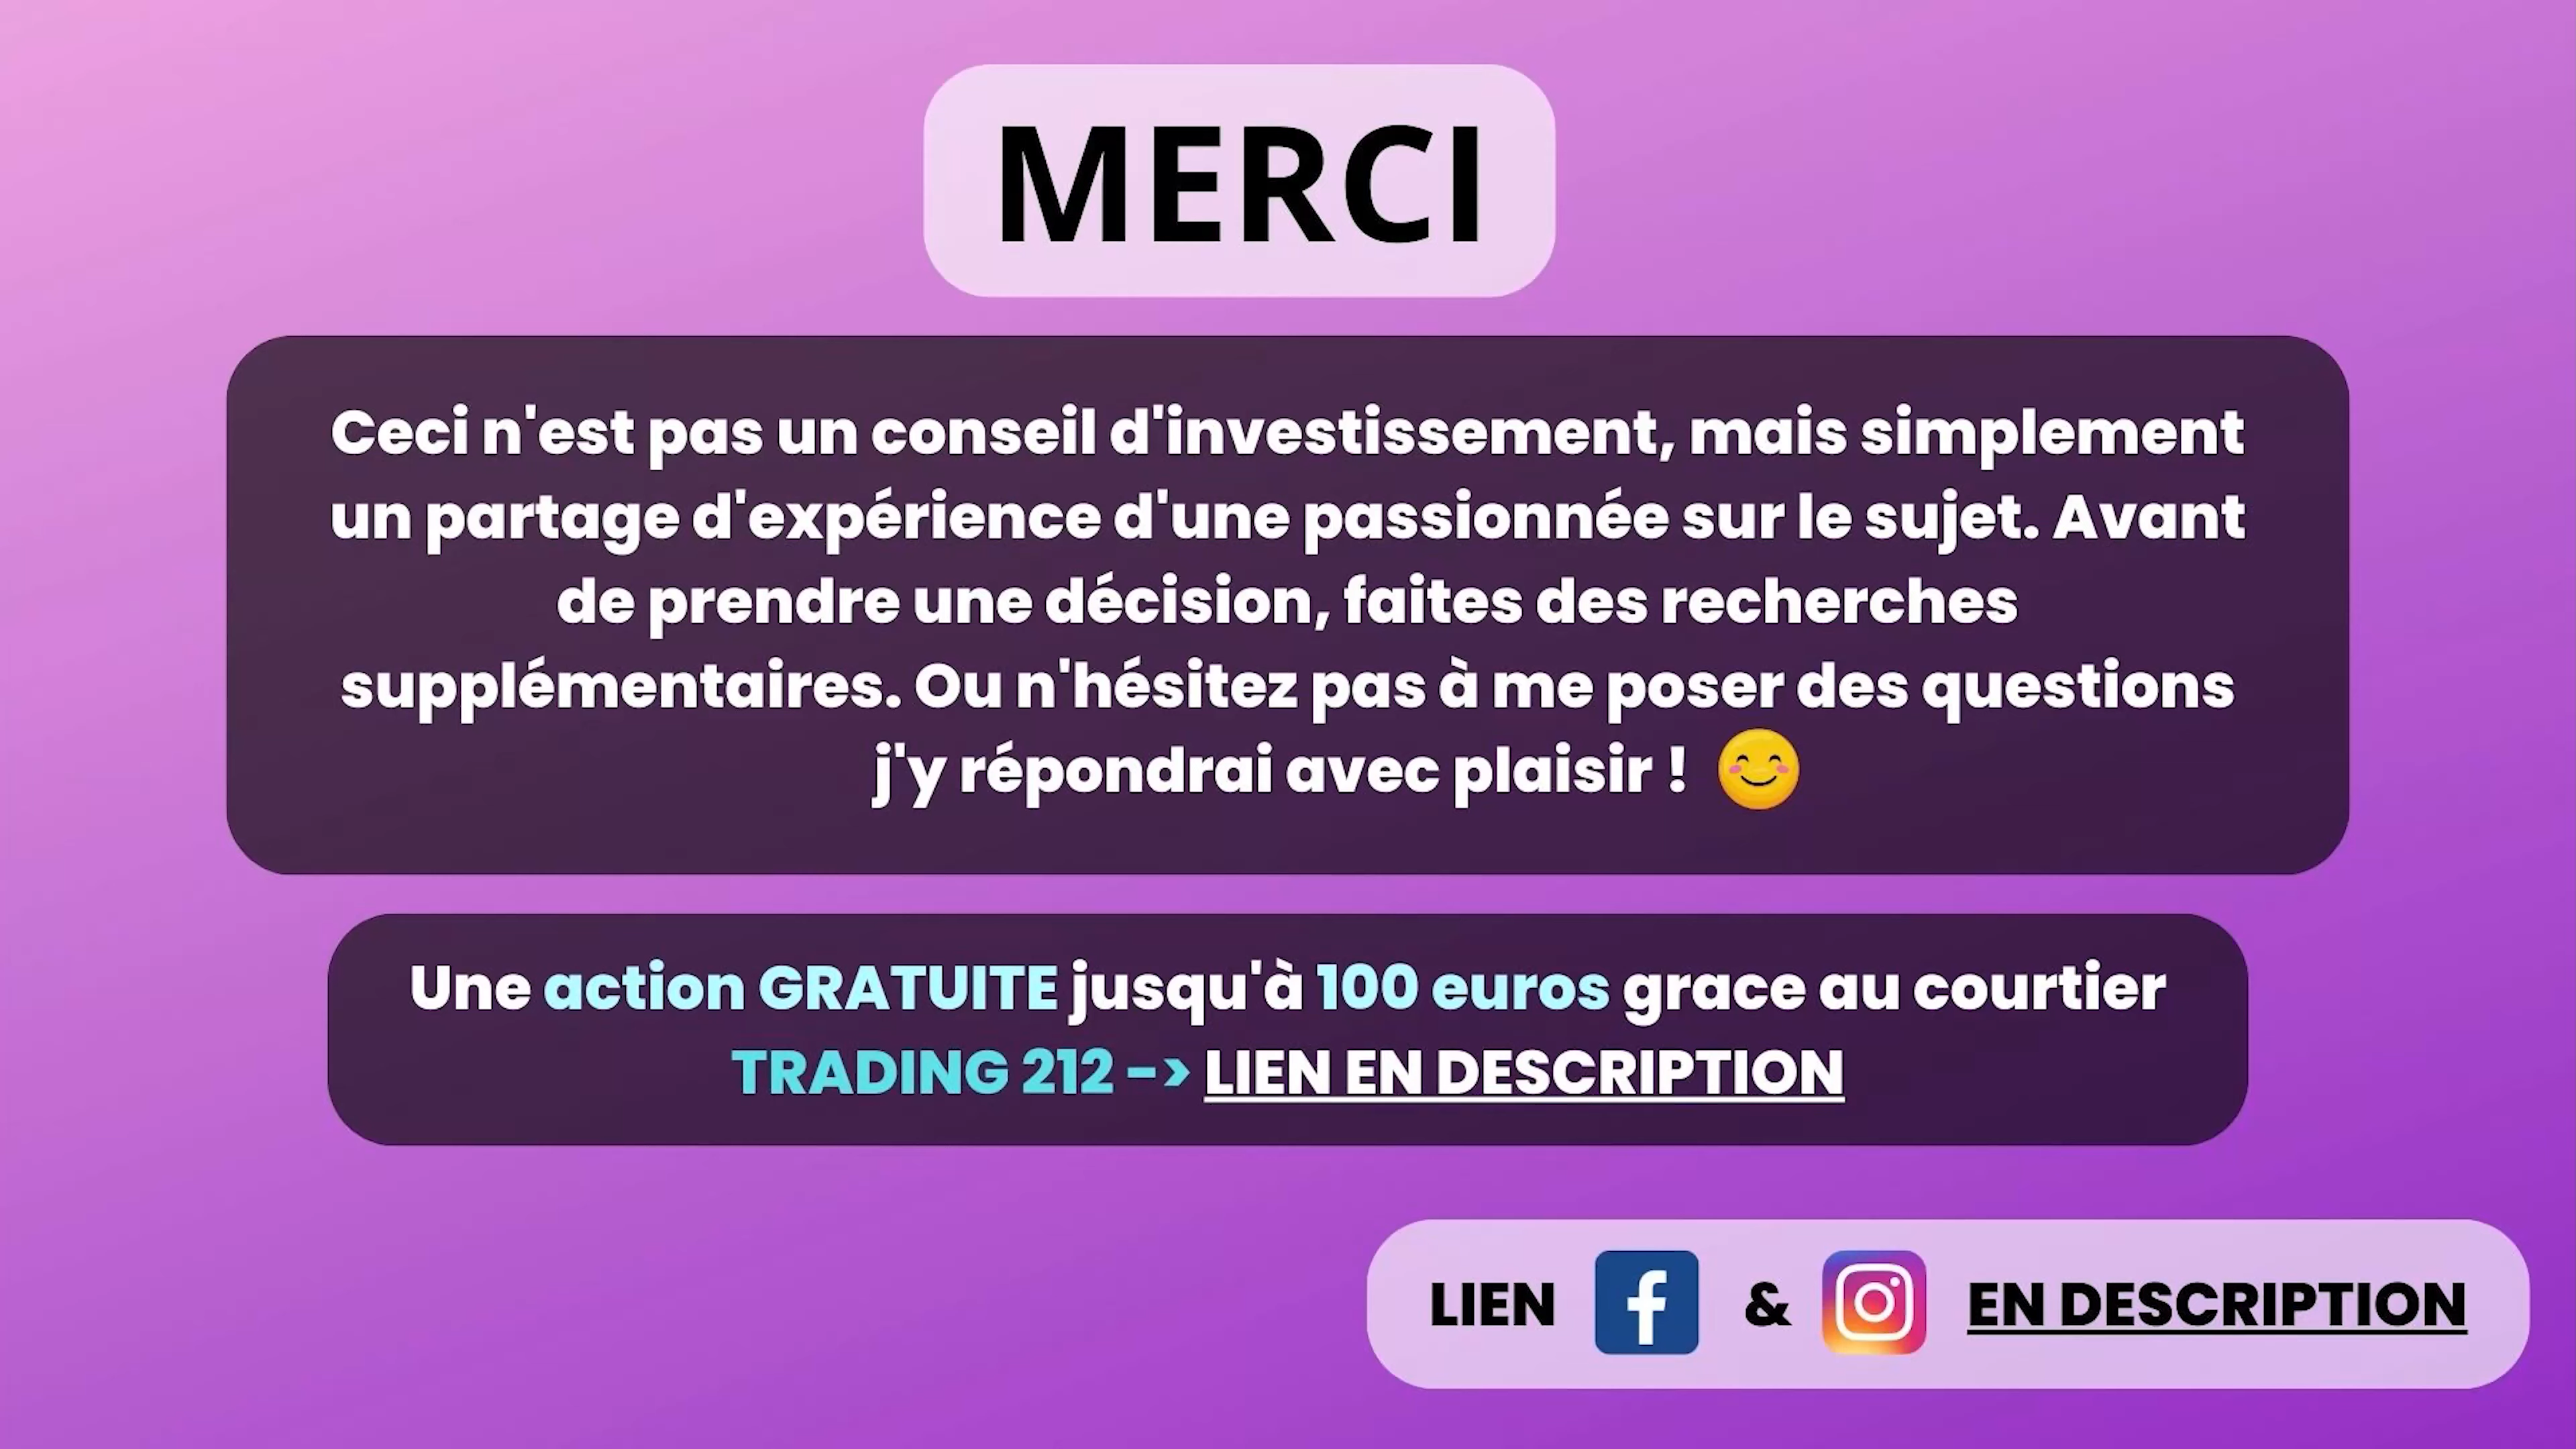 MERCI
Ceci n'est pas un conseil d'investissement, mais simplement
un partage d'expérience d'une passionnée sur le sujet. Avant
de prendre une décision, faites des recherches
supplémentaires. Ou n'hésitez pas à me poser des questions
j'y répondrai avec plaisir ! 😊
Une action GRATUITE jusqu'à 100 euros grace au courtier
TRADING 212 -> LIEN EN DESCRIPTION
LIEN & EN DESCRIPTION